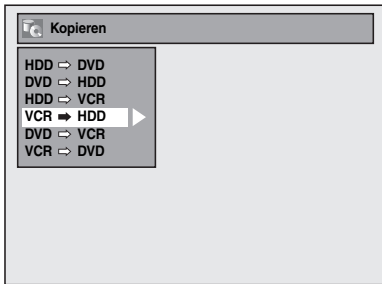 Kopieren
HDD ⇨ DVD
DVD ⇨ HDD
HDD ⇨ VCR
VCR ➡ HDD
DVD ⇨ VCR
VCR ⇨ DVD